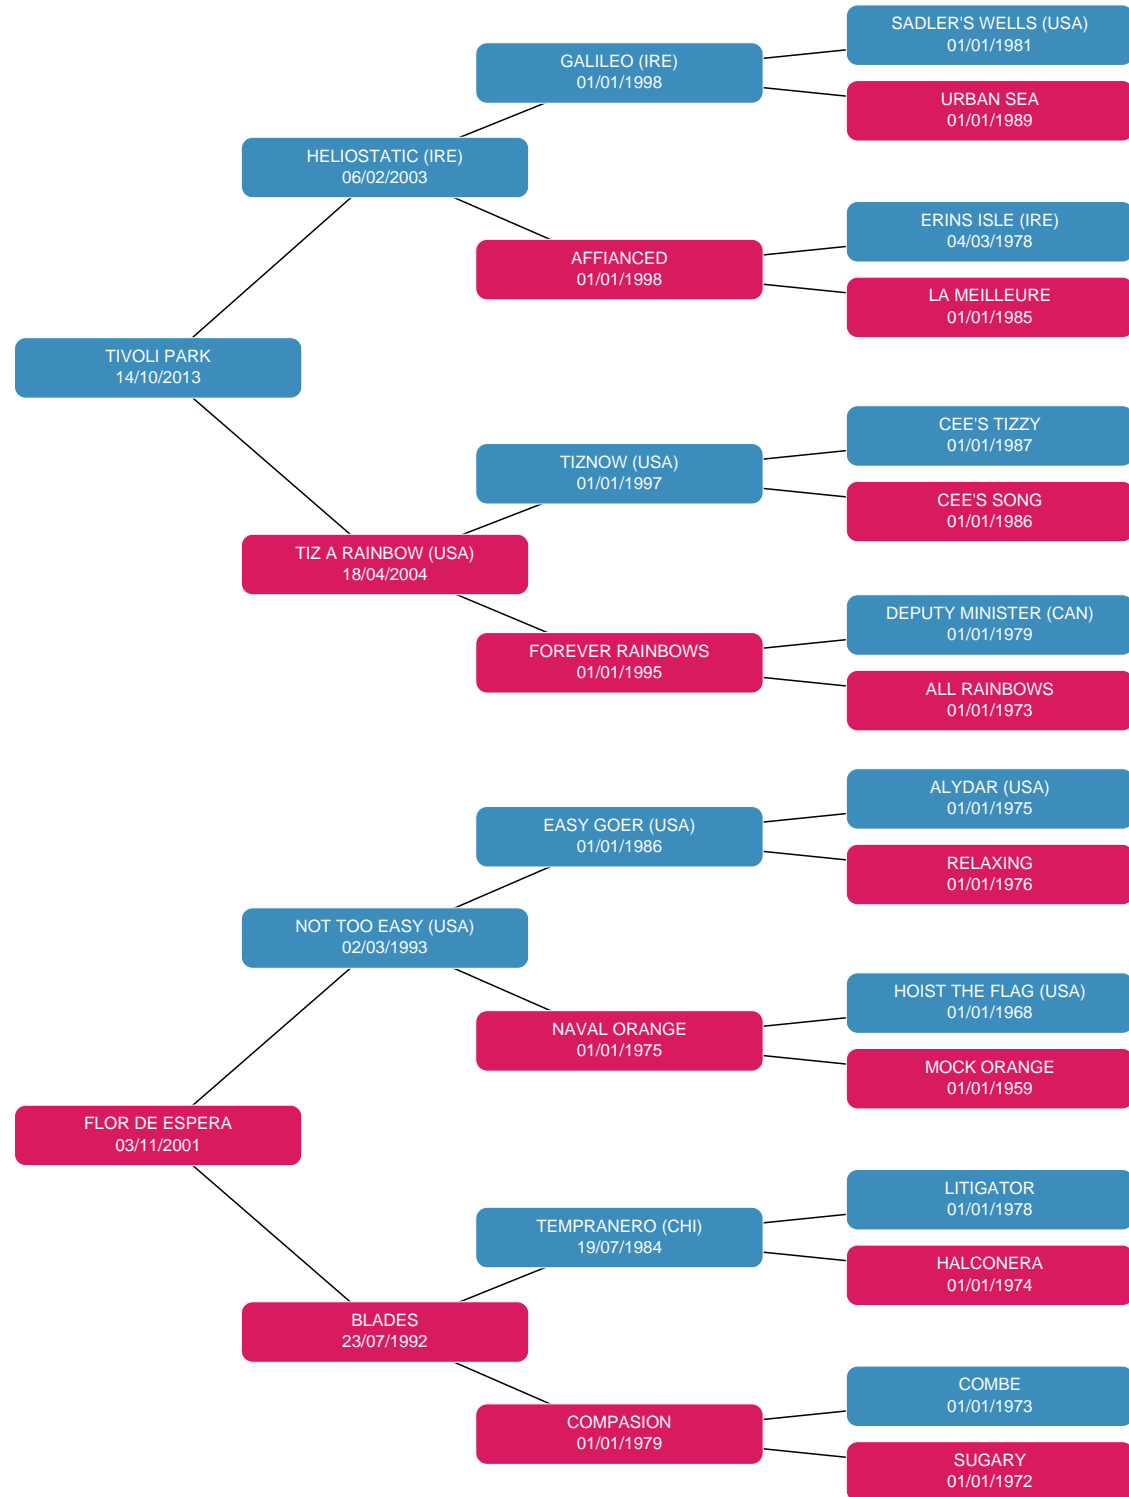 SADLER'S WELLS (USA)
01/01/1981
GALILEO (IRE)
01/01/1998
URBAN SEA
01/01/1989
HELIOSTATIC (IRE)
06/02/2003
ERINS ISLE (IRE)
04/03/1978
AFFIANCED
01/01/1998
LA MEILLEURE
01/01/1985
TIVOLI PARK
14/10/2013
CEE'S TIZZY
01/01/1987
TIZNOW (USA)
01/01/1997
CEE'S SONG
01/01/1986
TIZ A RAINBOW (USA)
18/04/2004
DEPUTY MINISTER (CAN)
01/01/1979
FOREVER RAINBOWS
01/01/1995
ALL RAINBOWS
01/01/1973
ALYDAR (USA)
01/01/1975
EASY GOER (USA)
01/01/1986
RELAXING
01/01/1976
NOT TOO EASY (USA)
02/03/1993
HOIST THE FLAG (USA)
01/01/1968
NAVAL ORANGE
01/01/1975
MOCK ORANGE
01/01/1959
FLOR DE ESPERA
03/11/2001
LITIGATOR
01/01/1978
TEMPRANERO (CHI)
19/07/1984
HALCONERA
01/01/1974
BLADES
23/07/1992
COMBE
01/01/1973
COMPASION
01/01/1979
SUGARY
01/01/1972